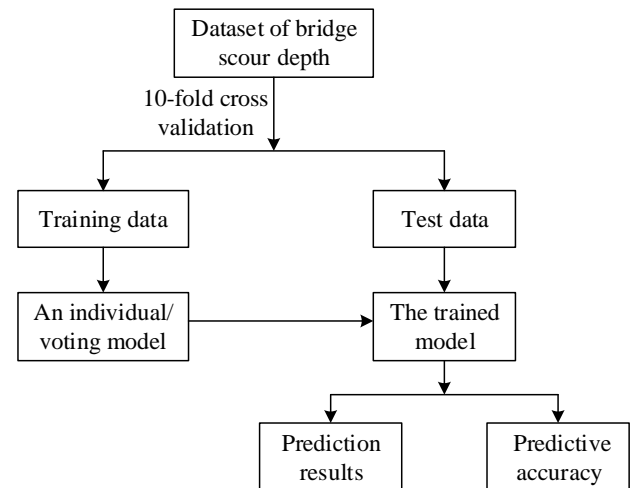 Dataset of bridge
scour depth
10-fold cross
validation
Training data
Test data
An individual/
voting model
The trained
model
Prediction
results
Predictive
accuracy